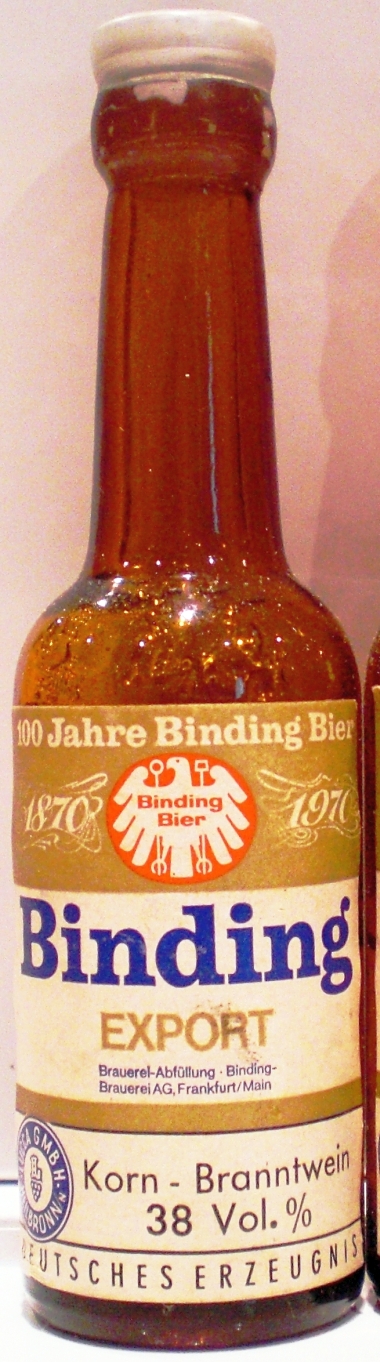 100 Jahre Binding Bier
1870
1970
Binding
Bier
Binding
EXPORT
Brauerei-Abfüllung · Binding-
Brauerei AG, Frankfurt/Main
GMBH
Korn - Branntwein
38 Vol. %
DEUTSCHES ERZEUGNIS